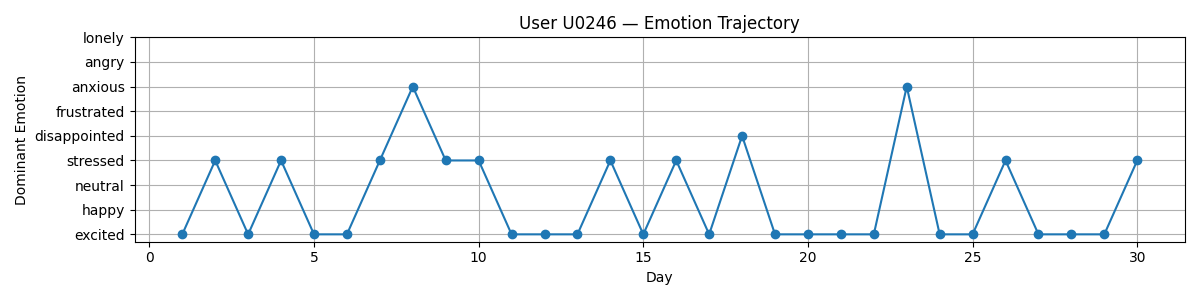 User U0246 — Emotion Trajectory
Dominant Emotion
lonely
angry
anxious
frustrated
disappointed
stressed
neutral
happy
excited
0 5 10 15 20 25 30
Day